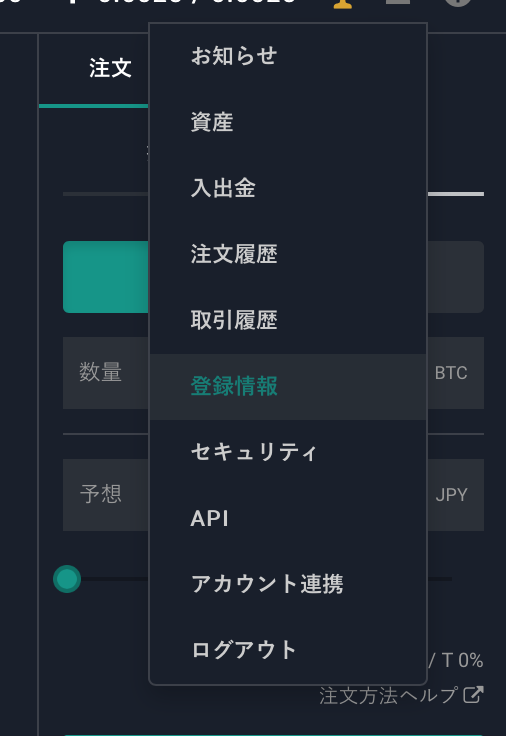 注文
お知らせ
資産
入出金
注文履歴
取引履歴
登録情報
セキュリティ
API
アカウント連携
ログアウト
数量
BTC
予想
JPY
/ T 0%
注文方法ヘルプ